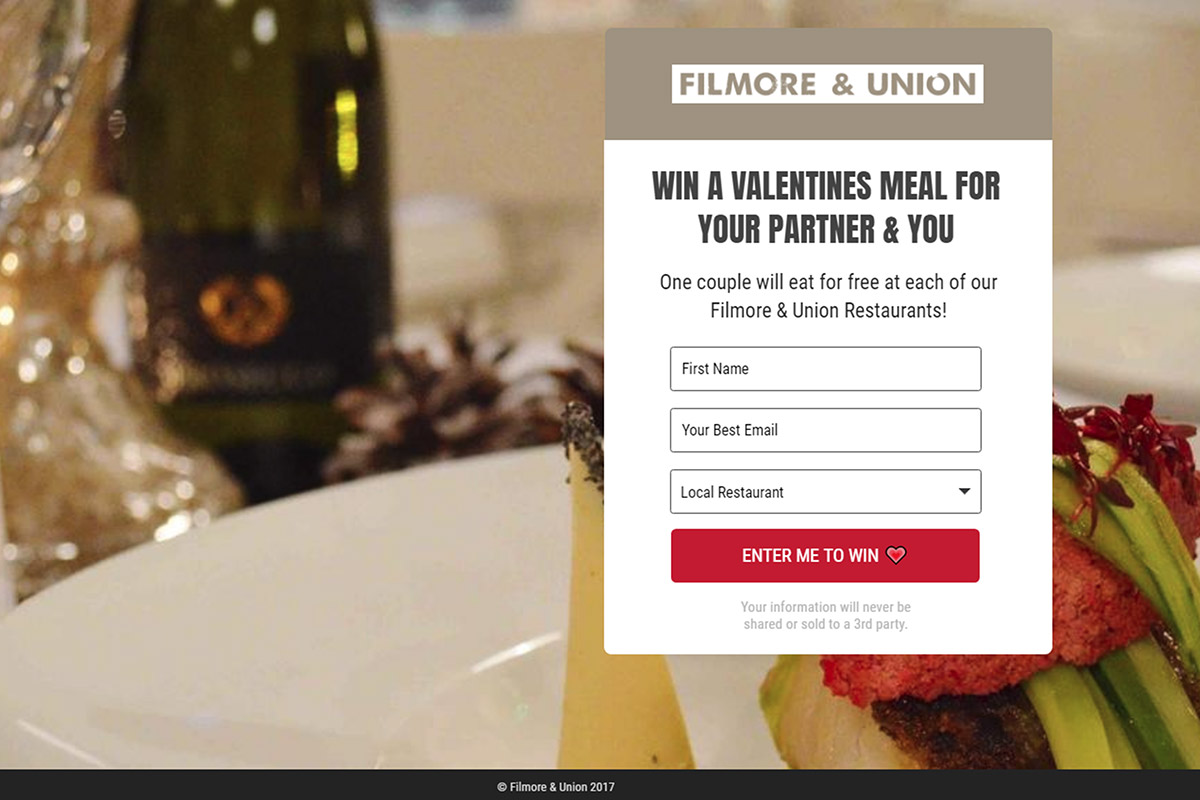 FILMORE & UNION
WIN A VALENTINES MEAL FOR
YOUR PARTNER & YOU
One couple will eat for free at each of our
Filmore & Union Restaurants!
First Name
Your Best Email
Local Restaurant
ENTER ME TO WIN
Your information will never be
shared or sold to a 3rd party.
© Filmore & Union 2017